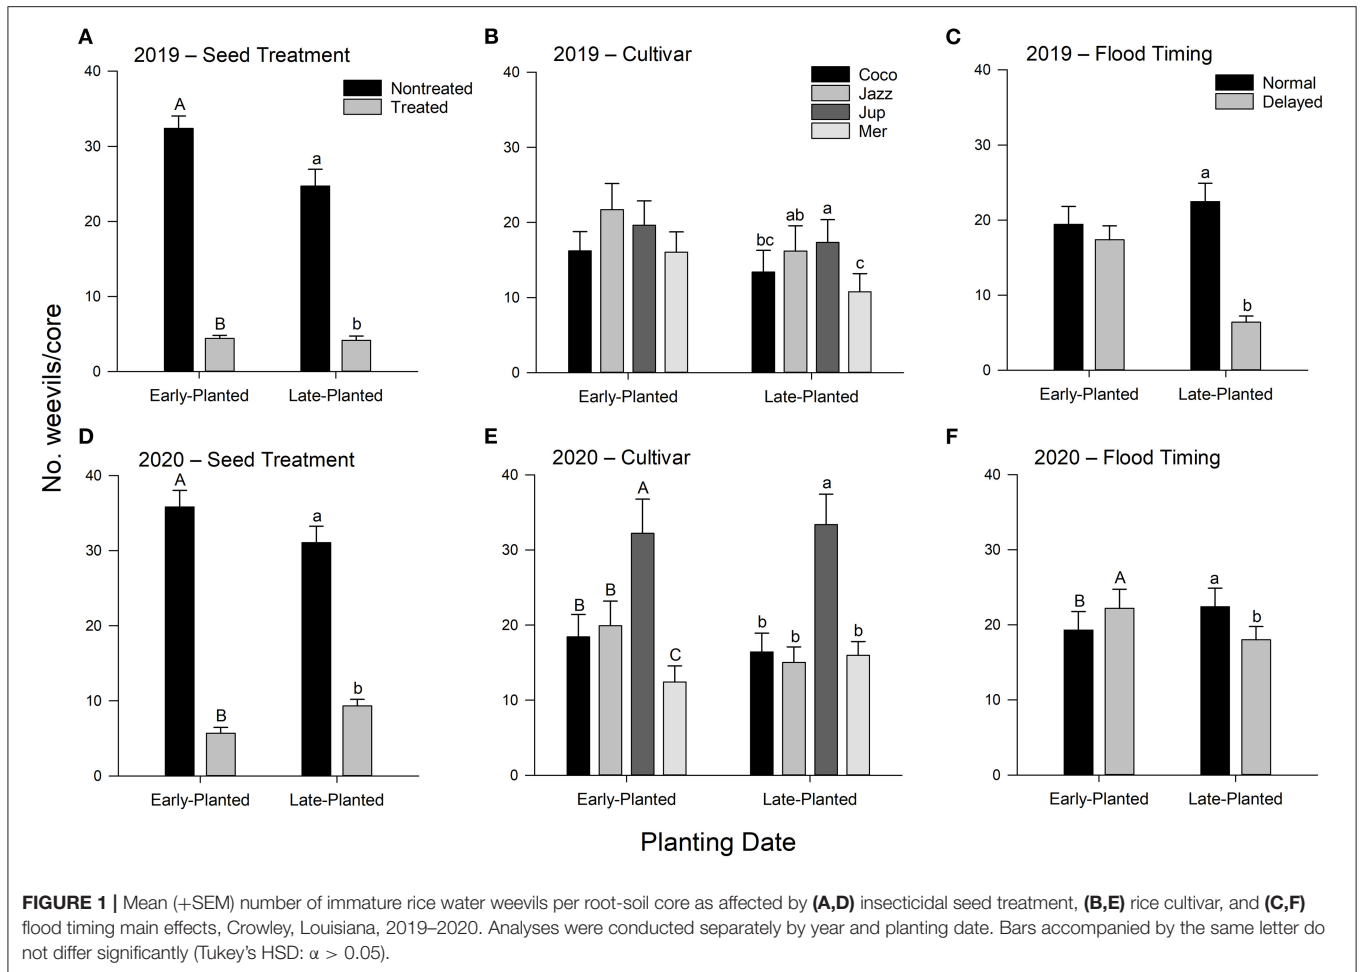 A
2019 – Seed Treatment
Nontreated
Treated
40
30
20
10
0
A
B
a
b
Early-Planted
Late-Planted
B
2019 – Cultivar
Coco
Jazz
Jup
Mer
40
30
20
10
0
bc
ab
a
c
Early-Planted
Late-Planted
C
2019 – Flood Timing
Normal
Delayed
40
30
20
10
0
a
b
Early-Planted
Late-Planted
No. weevils/core
D
2020 – Seed Treatment
40
30
20
10
0
A
B
a
b
Early-Planted
Late-Planted
E
2020 – Cultivar
40
30
20
10
0
B
B
A
C
b
b
a
b
Early-Planted
Late-Planted
F
2020 – Flood Timing
40
30
20
10
0
B
A
a
b
Early-Planted
Late-Planted
Planting Date
FIGURE 1 | Mean (+SEM) number of immature rice water weevils per root-soil core as affected by (A,D) insecticidal seed treatment, (B,E) rice cultivar, and (C,F)
flood timing main effects, Crowley, Louisiana, 2019–2020. Analyses were conducted separately by year and planting date. Bars accompanied by the same letter do
not differ significantly (Tukey's HSD: α > 0.05).